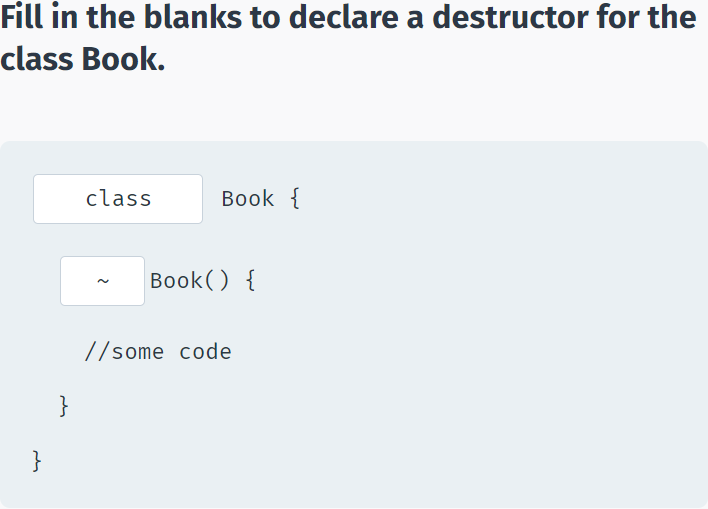 Fill in the blanks to declare a destructor for the
class Book.
class Book {
~ Book() {
//some code
}
}